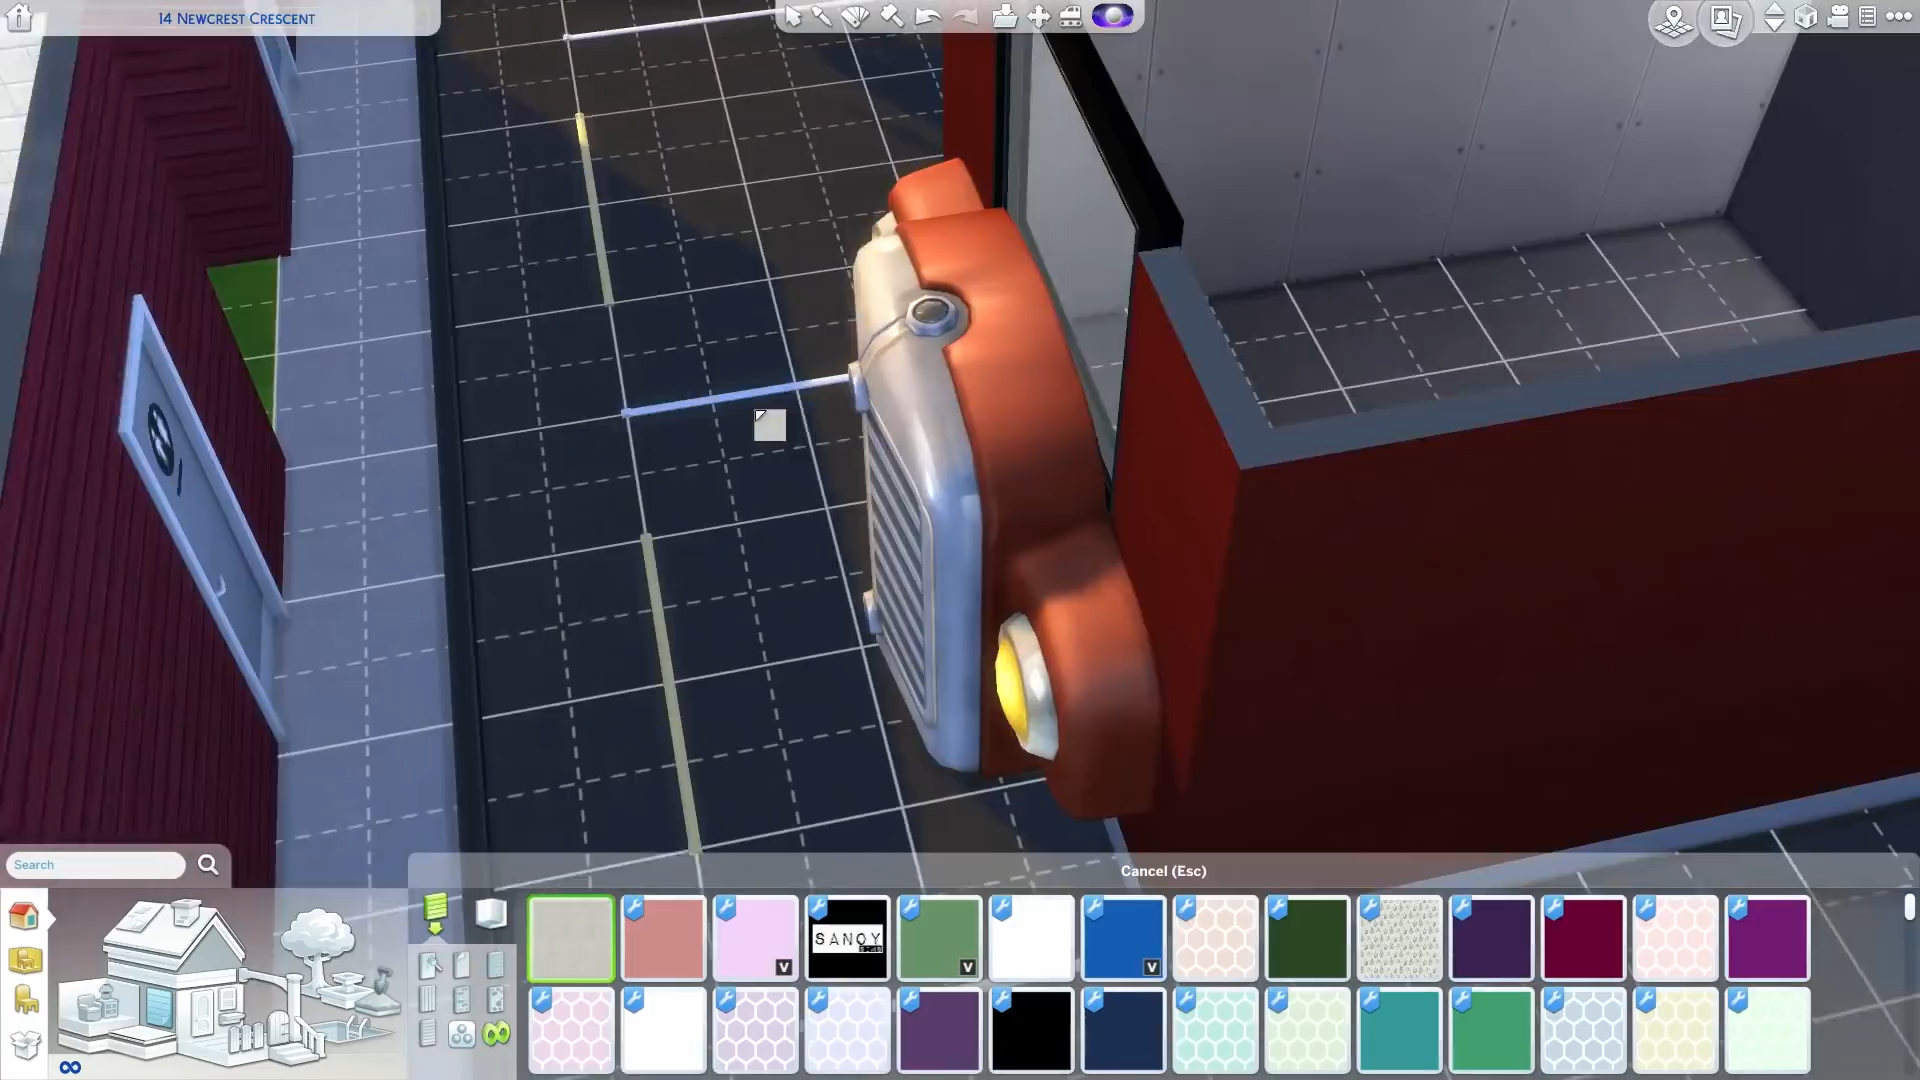 14 Newcrest Crescent
Search
Cancel (Esc)
V
SANOY
V
V